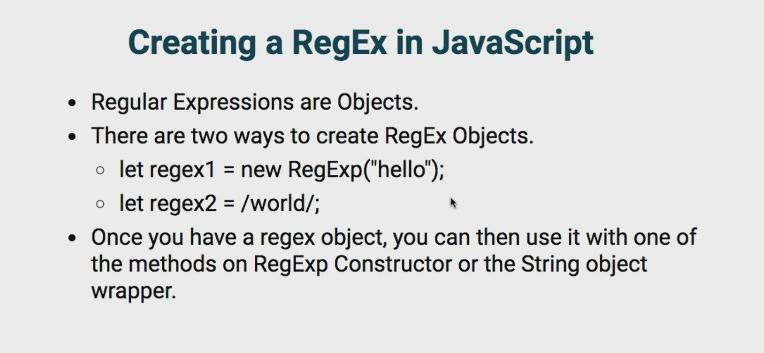 Creating a RegEx in JavaScript
• Regular Expressions are Objects.
• There are two ways to create RegEx Objects.
○ let regex1 = new RegExp("hello");
○ let regex2 = /world/;
• Once you have a regex object, you can then use it with one of
the methods on RegExp Constructor or the String object
wrapper.